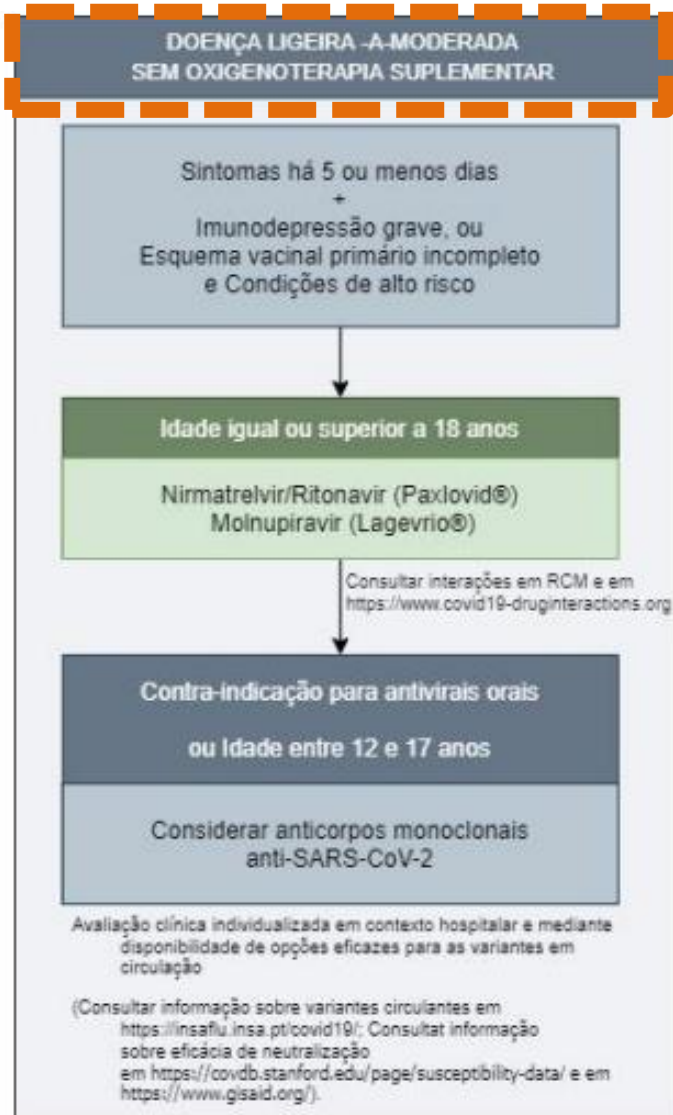 DOENÇA LIGEIRA -A-MODERADA
SEM OXIGENOTERAPIA SUPLEMENTAR
Sintomas há 5 ou menos dias
+
Imunodepressão grave, ou
Esquema vacinal primário incompleto
e Condições de alto risco
Idade igual ou superior a 18 anos
Nirmatrelvir/Ritonavir (Paxlovid®)
Molnupiravir (Lagevrio®)
Consultar interações em RCM e em
https://www.covid19-druginteractions.org
Contra-indicação para antivirais orais
ou Idade entre 12 e 17 anos
Considerar anticorpos monoclonais
anti-SARS-CoV-2
Avaliação clínica individualizada em contexto hospitalar e mediante
disponibilidade de opções eficazes para as variantes em
circulação
(Consultar informação sobre variantes circulantes em
https://insaflu.insa.pt/covid19/; Consultat informação
sobre eficácia de neutralização
em https://covdb.stanford.edu/page/susceptibility-data/ e em
https://www.gisaid.org/).